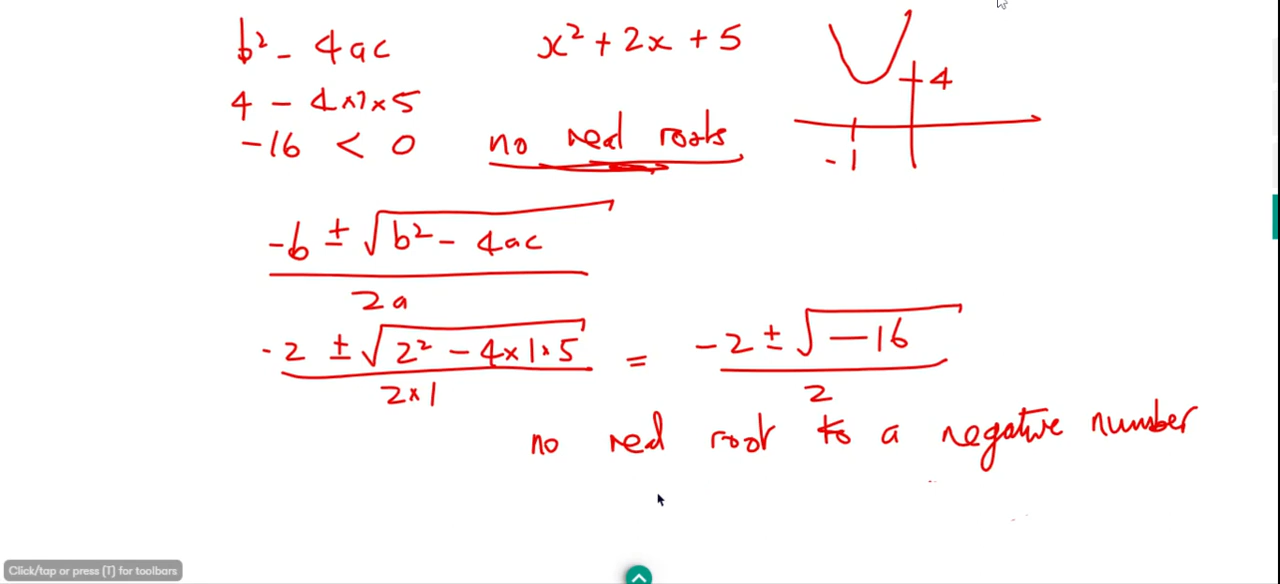 b² - 4ac
x² + 2x + 5
4
4 - 4×1×5
-16 < 0
no real roots
-1
-b ± √b² - 4ac
2a
-2 ± √2² - 4×1×5 = -2 ± √-16
2×1
2
no real root to a negative number
Click/tap or press [T] for toolbars